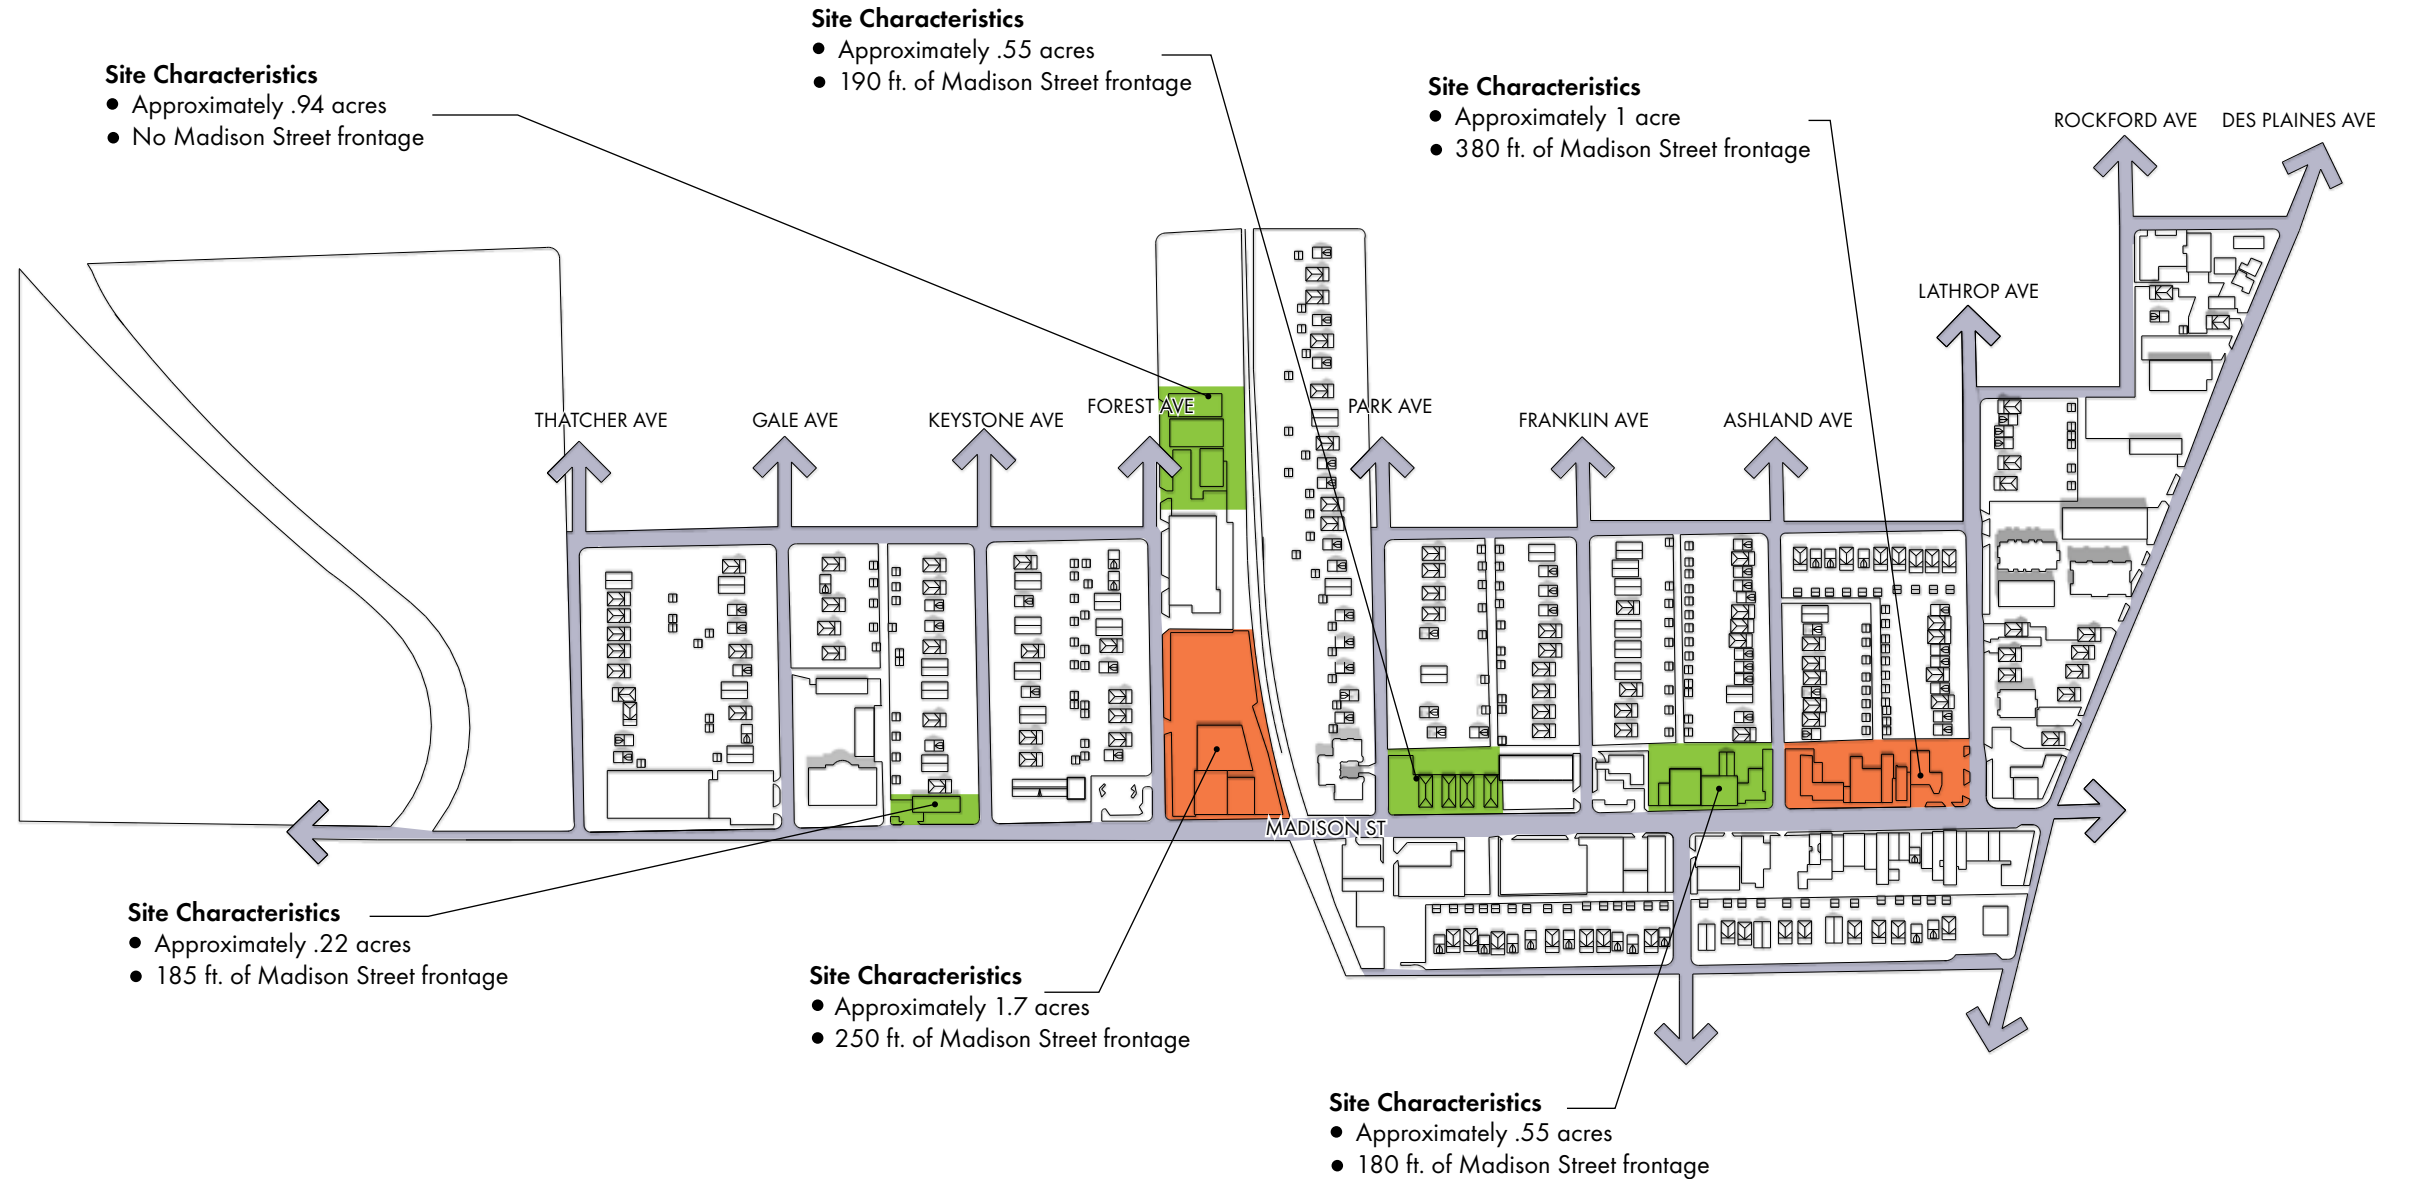 Site Characteristics
• Approximately .55 acres
• 190 ft. of Madison Street frontage
Site Characteristics
• Approximately .94 acres
• No Madison Street frontage
Site Characteristics
• Approximately 1 acre
• 380 ft. of Madison Street frontage
ROCKFORD AVE
DES PLAINES AVE
LATHROP AVE
THATCHER AVE
GALE AVE
KEYSTONE AVE
FOREST AVE
PARK AVE
FRANKLIN AVE
ASHLAND AVE
MADISON ST
Site Characteristics
• Approximately .22 acres
• 185 ft. of Madison Street frontage
Site Characteristics
• Approximately 1.7 acres
• 250 ft. of Madison Street frontage
Site Characteristics
• Approximately .55 acres
• 180 ft. of Madison Street frontage